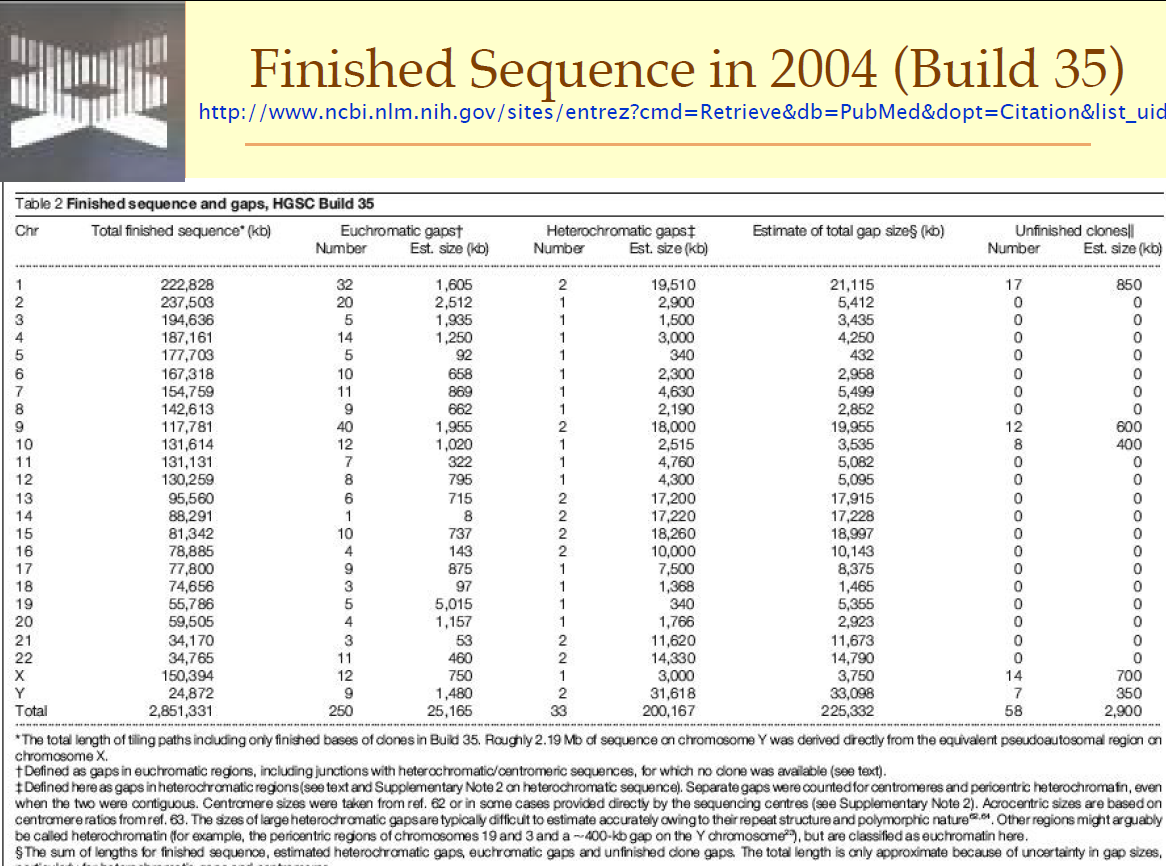 Finished Sequence in 2004 (Build 35)
http://www.ncbi.nlm.nih.gov/sites/entrez?cmd=Retrieve&db=PubMed&dopt=Citation&list_uid
Table 2 Finished sequence and gaps, HGSC Build 35
Chr Total finished sequence* (kb) Euchromatic gaps† Heterochromatic gaps‡ Estimate of total gap size§ (kb) Unfinished clones||
Number Est. size (kb) Number Est. size (kb) Number Est. size (kb)
1 222,828 32 1,605 2 19,510 21,115 17 850
2 237,503 20 2,512 1 2,900 5,412 0 0
3 194,636 5 1,935 1 1,500 3,435 0 0
4 187,161 14 1,250 1 3,000 4,250 0 0
5 177,703 5 92 1 340 432 0 0
6 167,318 10 658 1 2,300 2,958 0 0
7 154,759 11 869 1 4,630 5,499 0 0
8 142,613 9 662 1 2,190 2,852 0 0
9 117,781 40 1,955 2 18,000 19,955 12 600
10 131,614 12 1,020 1 2,515 3,535 8 400
11 131,131 7 322 1 4,760 5,082 0 0
12 130,259 8 795 1 4,300 5,095 0 0
13 95,560 6 715 2 17,200 17,915 0 0
14 88,291 1 8 2 17,220 17,228 0 0
15 81,342 10 737 2 18,260 18,997 0 0
16 78,885 4 143 2 10,000 10,143 0 0
17 77,800 9 875 1 7,500 8,375 0 0
18 74,656 3 97 1 1,368 1,465 0 0
19 55,786 5 5,015 1 340 5,355 0 0
20 59,505 4 1,157 1 1,766 2,923 0 0
21 34,170 3 53 2 11,620 11,673 0 0
22 34,765 11 460 2 14,330 14,790 0 0
X 150,394 12 750 1 3,000 3,750 14 700
Y 24,872 9 1,480 2 31,618 33,098 7 350
Total 2,851,331 250 25,165 33 200,167 225,332 58 2,900
*The total length of tiling paths including only finished bases of clones in Build 35. Roughly 2.19 Mb of sequence on chromosome Y was derived directly from the equivalent pseudoautosomal region on
chromosome X.
†Defined as gaps in euchromatic regions, including junctions with heterochromatic/centromeric sequences, for which no clone was available (see text).
‡Defined here as gaps in heterochromatic regions (see text and Supplementary Note 2 on heterochromatic sequence). Separate gaps were counted for centromeres and pericentric heterochromatin, even
when the two were contiguous. Centromere sizes were taken from ref. 62 or in some cases provided directly by the sequencing centres (see Supplementary Note 2). Acrocentric sizes are based on
centromere ratios from ref. 63. The sizes of large heterochromatic gaps are typically difficult to estimate accurately owing to their repeat structure and polymorphic nature. Other regions might arguably
be called heterochromatin (for example, the pericentric regions of chromosomes 19 and 3 and a ~400-kb gap on the Y chromosome), but are classified as euchromatin here.
§The sum of lengths for finished sequence, estimated heterochromatic gaps, euchromatic gaps and unfinished clone gaps. The total length is only approximate because of uncertainty in gap sizes,